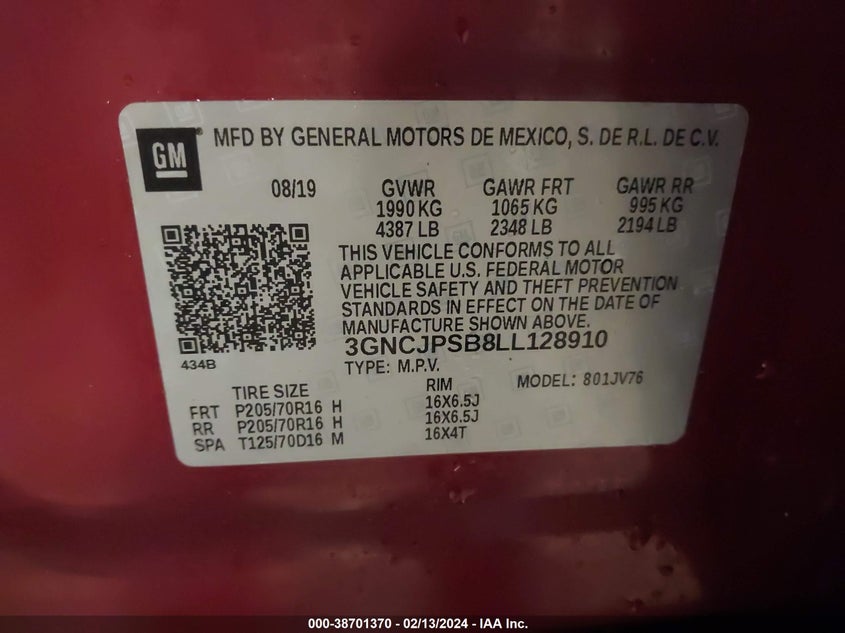 GM ® MFD BY GENERAL MOTORS DE MEXICO, S. DE R.L. DE C.V.
08/19 GVWR GAWR FRT GAWR RR
1990 KG 1065 KG 995 KG
4387 LB 2348 LB 2194 LB
THIS VEHICLE CONFORMS TO ALL
APPLICABLE U.S. FEDERAL MOTOR
VEHICLE SAFETY AND THEFT PREVENTION
STANDARDS IN EFFECT ON THE DATE OF
MANUFACTURE SHOWN ABOVE.
434B 3GNCJPSB8LL128910
TYPE: M.P.V. MODEL: 801JV76
TIRE SIZE RIM
FRT P205/70R16 H 16X6.5J
RR P205/70R16 H 16X6.5J
SPA T125/70D16 M 16X4T
000-38701370 - 02/13/2024 - IAA Inc.